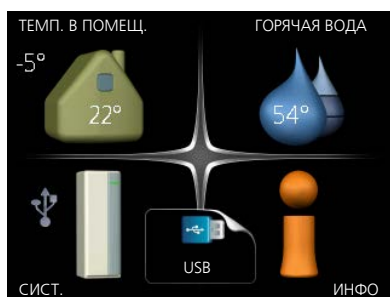 ТЕМП. В ПОМЕЩ.
ГОРЯЧАЯ ВОДА
-5°
22°
54°
USB
СИСТ.
ИНФО